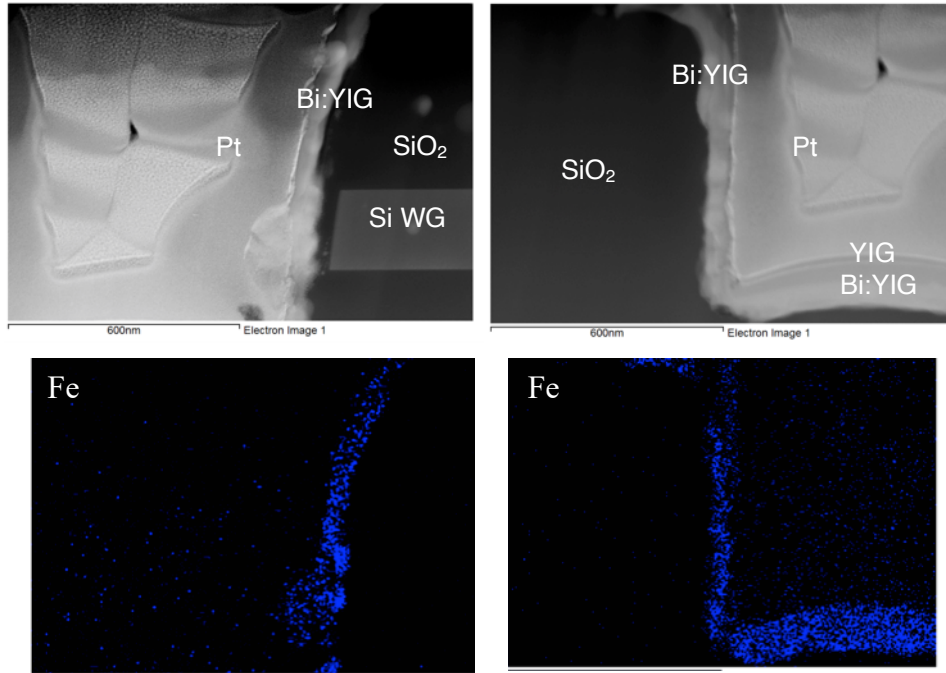 Bi:YIG
SiO₂
Pt
Si WG
600nm
Electron Image 1
Bi:YIG
SiO₂
Pt
YIG
Bi:YIG
600nm
Electron Image 1
Fe
Fe